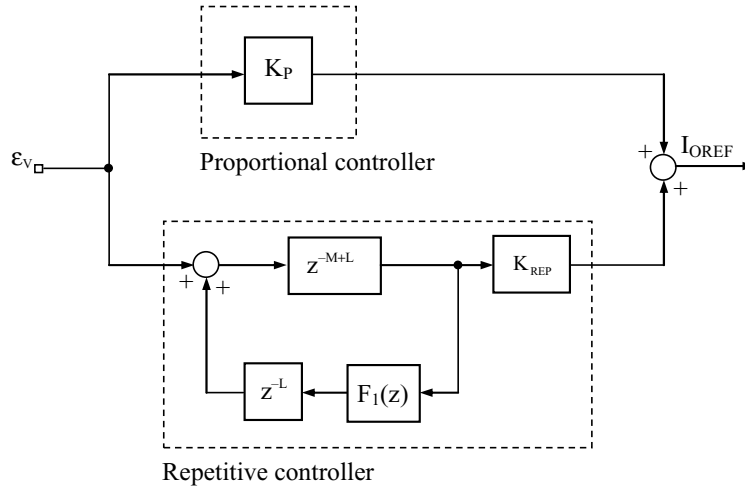 K_P
Proportional controller
ε_V
+
+
I_OREF
+
+
z^{-M+L}
K_REP
z^{-L}
F_1(z)
Repetitive controller